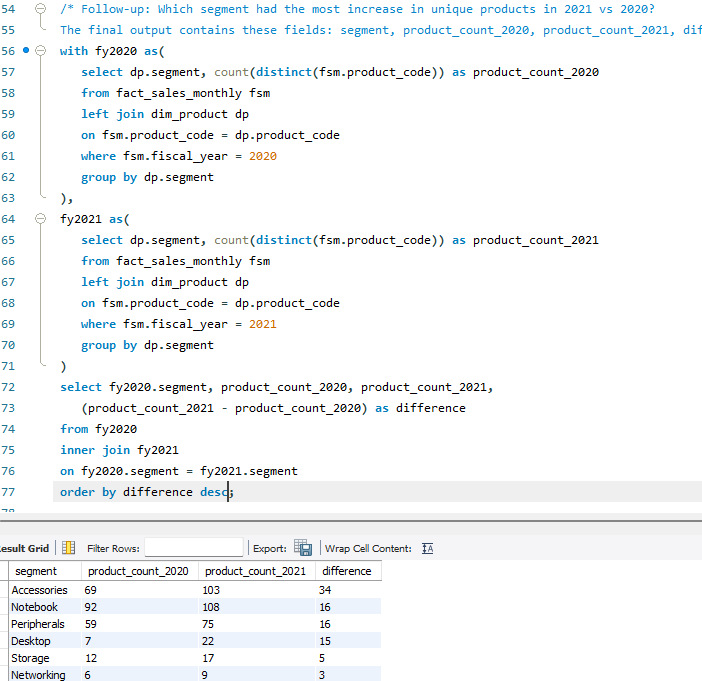 54 /* Follow-up: Which segment had the most increase in unique products in 2021 vs 2020?
55 The final output contains these fields: segment, product_count_2020, product_count_2021, dif
56 with fy2020 as(
57 select dp.segment, count(distinct(fsm.product_code)) as product_count_2020
58 from fact_sales_monthly fsm
59 left join dim_product dp
60 on fsm.product_code = dp.product_code
61 where fsm.fiscal_year = 2020
62 group by dp.segment
63 ),
64 fy2021 as(
65 select dp.segment, count(distinct(fsm.product_code)) as product_count_2021
66 from fact_sales_monthly fsm
67 left join dim_product dp
68 on fsm.product_code = dp.product_code
69 where fsm.fiscal_year = 2021
70 group by dp.segment
71 )
72 select fy2020.segment, product_count_2020, product_count_2021,
73 (product_count_2021 - product_count_2020) as difference
74 from fy2020
75 inner join fy2021
76 on fy2020.segment = fy2021.segment
77 order by difference desc;
esult Grid Filter Rows: Export: Wrap Cell Content:
segment product_count_2020 product_count_2021 difference
Accessories 69 103 34
Notebook 92 108 16
Peripherals 59 75 16
Desktop 7 22 15
Storage 12 17 5
Networking 6 9 3